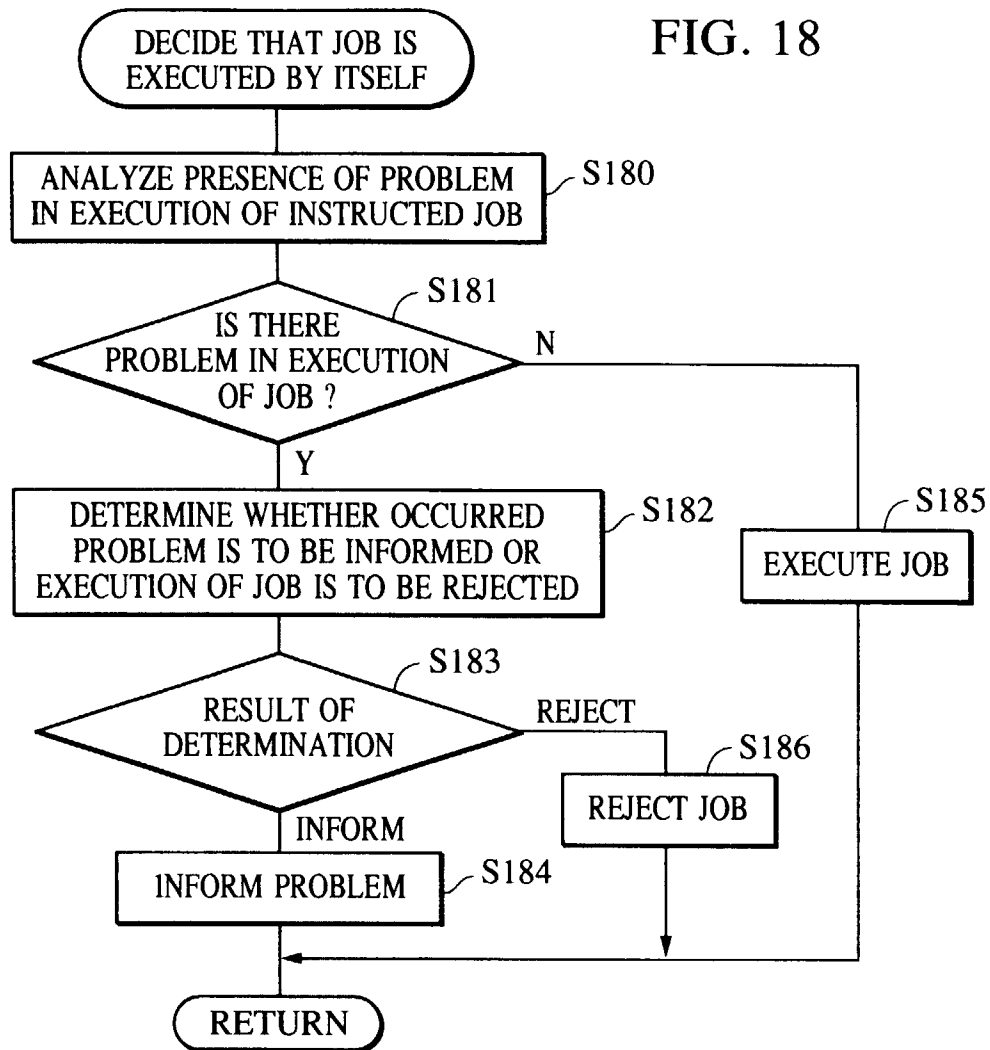 FIG. 18
DECIDE THAT JOB IS
EXECUTED BY ITSELF
ANALYZE PRESENCE OF PROBLEM
IN EXECUTION OF INSTRUCTED JOB
S180
S181
IS THERE
PROBLEM IN EXECUTION
OF JOB ?
N
Y
DETERMINE WHETHER OCCURRED
PROBLEM IS TO BE INFORMED OR
EXECUTION OF JOB IS TO BE REJECTED
S182
S185
EXECUTE JOB
S183
RESULT OF
DETERMINATION
REJECT
S186
REJECT JOB
INFORM
INFORM PROBLEM
S184
RETURN